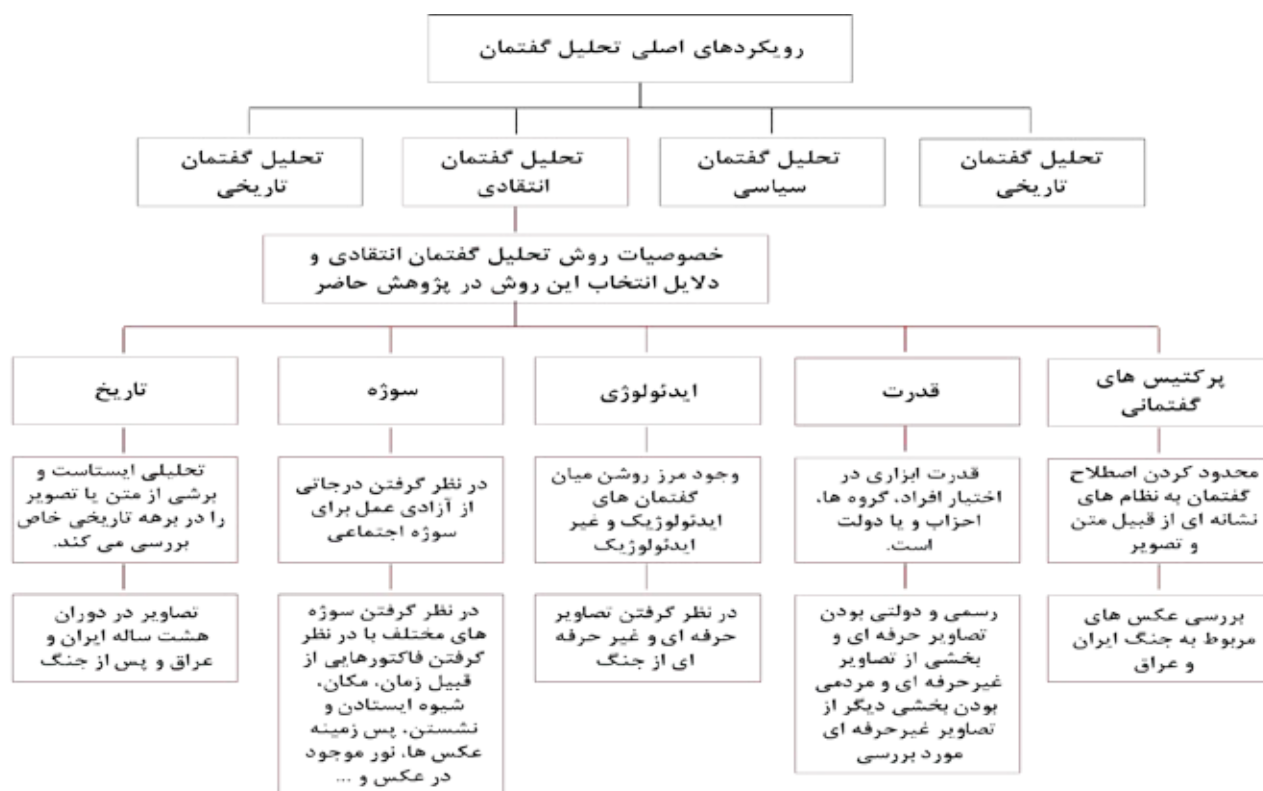 رویکردهای اصلی تحلیل گفتمان
تحلیل گفتمان
تاریخی
تحلیل گفتمان
سیاسی
تحلیل گفتمان
انتقادی
تحلیل گفتمان
تاریخی
خصوصیات روش تحلیل گفتمان انتقادی و
دلایل انتخاب این روش در پژوهش حاضر
پرکتیس های
گفتمانی
قدرت
ایدئولوژی
سوژه
تاریخ
محدود کردن اصطلاح
گفتمان به نظام های
نشانه ای از قبیل متن
و تصویر
قدرت ابزاری در
اختیار افراد، گروه ها،
احزاب و یا دولت
است.
وجود مرز روشن میان
گفتمان های
ایدئولوژیک و غیر
ایدئولوژیک
در نظر گرفتن درجاتی
از آزادی عمل برای
سوژه اجتماعی
تحلیلی ایستاست و
برشی از متن یا تصویر
را در برهه تاریخی خاص
بررسی می کند.
بررسی عکس های
مربوط به جنگ ایران
و عراق
رسمی و دولتی بودن
تصاویر حرفه ای و
بخشی از تصاویر
غیرحرفه ای و مردمی
بودن بخشی دیگر از
تصاویر غیرحرفه ای
مورد بررسی
در نظر گرفتن تصاویر
حرفه ای و غیر حرفه
ای از جنگ
در نظر گرفتن سوژه
های مختلف با در نظر
گرفتن فاکتورهایی از
قبیل زمان، مکان،
شیوه ایستادن و
نشستن، پس زمینه
عکس ها، نور موجود
در عکس و ...
تصاویر در دوران
هشت ساله ایران و
عراق و پس از جنگ